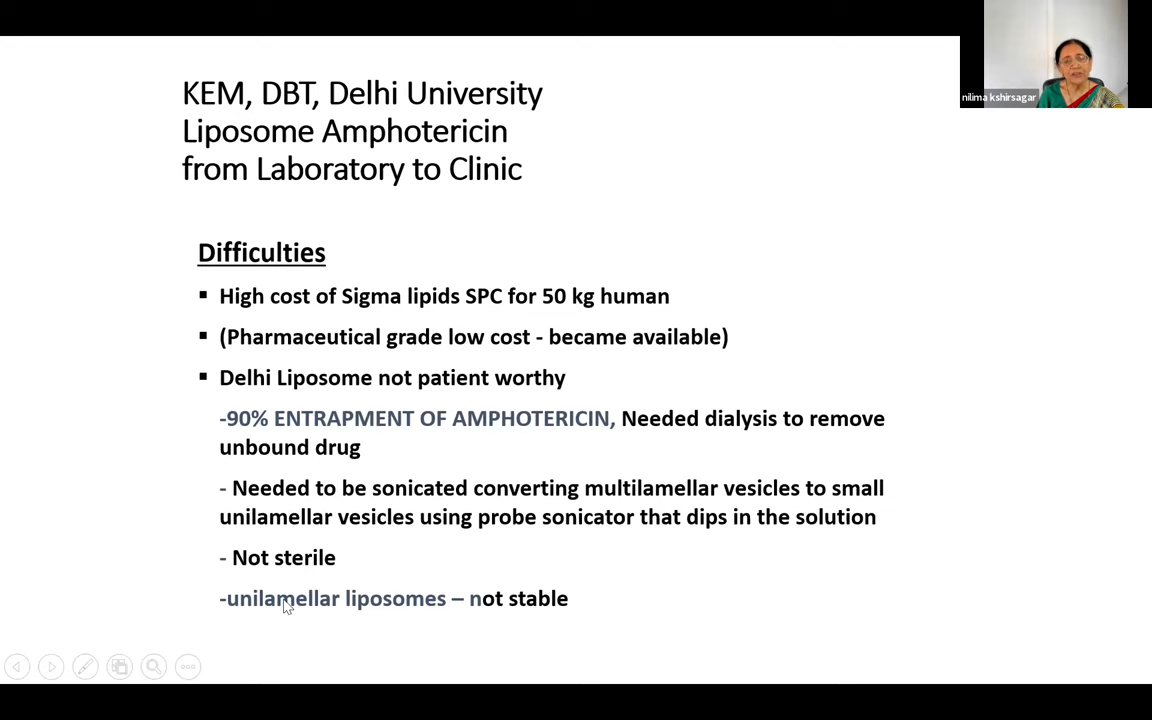 KEM, DBT, Delhi University
Liposome Amphotericin
from Laboratory to Clinic
nilima kshirsagar
Difficulties
▪ High cost of Sigma lipids SPC for 50 kg human
▪ (Pharmaceutical grade low cost - became available)
▪ Delhi Liposome not patient worthy
-90% ENTRAPMENT OF AMPHOTERICIN, Needed dialysis to remove
unbound drug
- Needed to be sonicated converting multilamellar vesicles to small
unilamellar vesicles using probe sonicator that dips in the solution
- Not sterile
-unilamellar liposomes – not stable